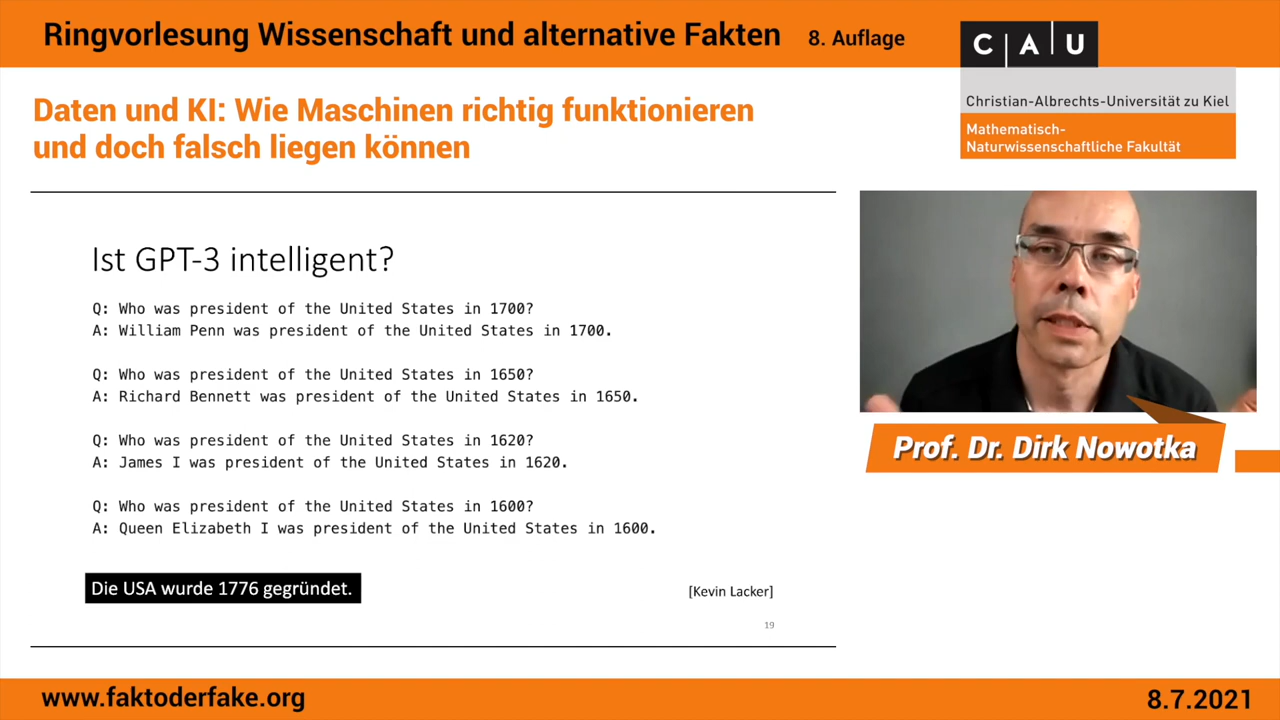 Ringvorlesung Wissenschaft und alternative Fakten 8. Auflage
CAU
Christian-Albrechts-Universität zu Kiel
Mathematisch-
Naturwissenschaftliche Fakultät
Daten und KI: Wie Maschinen richtig funktionieren
und doch falsch liegen können
Ist GPT-3 intelligent?
Q: Who was president of the United States in 1700?
A: William Penn was president of the United States in 1700.
Q: Who was president of the United States in 1650?
A: Richard Bennett was president of the United States in 1650.
Q: Who was president of the United States in 1620?
A: James I was president of the United States in 1620.
Q: Who was president of the United States in 1600?
A: Queen Elizabeth I was president of the United States in 1600.
Die USA wurde 1776 gegründet.
[Kevin Lacker]
19
Prof. Dr. Dirk Nowotka
www.faktoderfake.org
8.7.2021